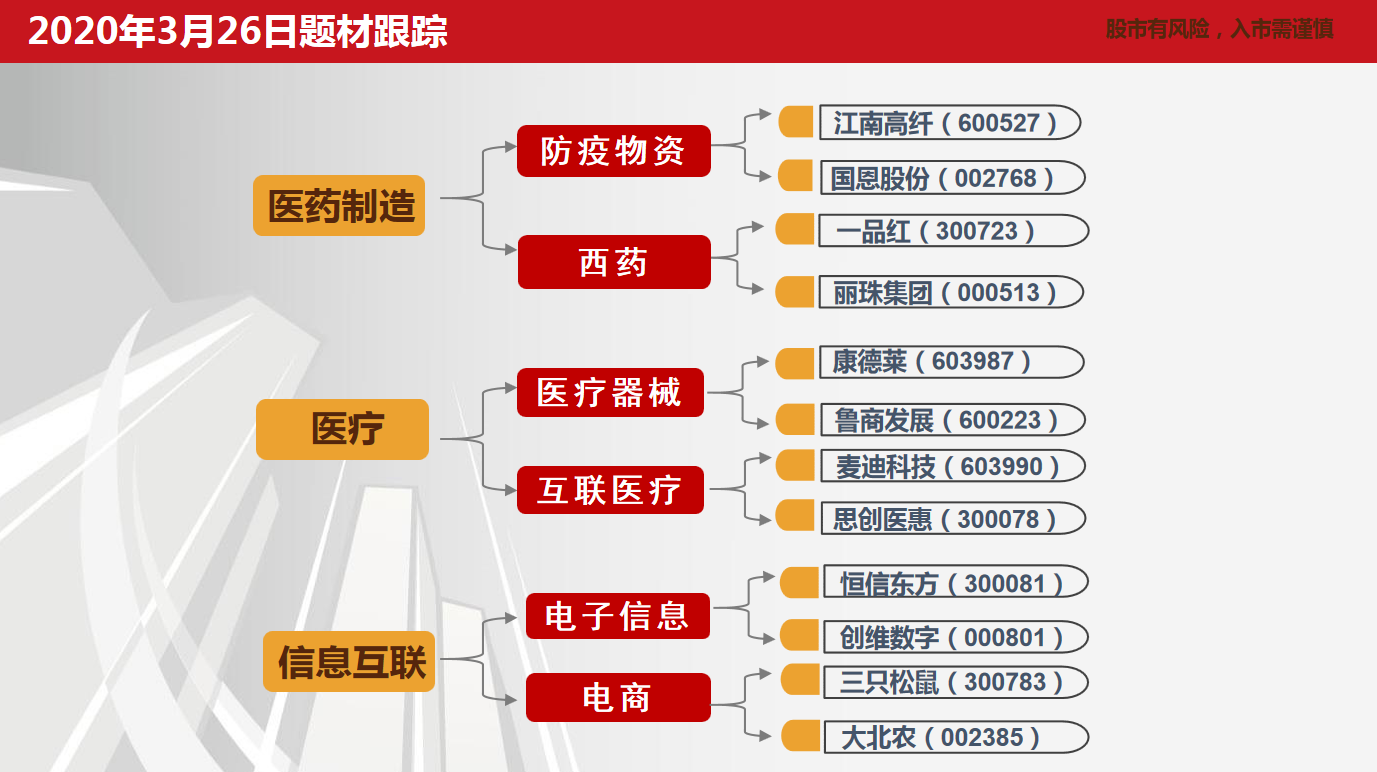 2020年3月26日题材跟踪
股市有风险，入市需谨慎
医药制造
防疫物资
江南高纤（600527）
国恩股份（002768）
西药
一品红（300723）
丽珠集团（000513）
医疗
医疗器械
康德莱（603987）
鲁商发展（600223）
互联医疗
麦迪科技（603990）
思创医惠（300078）
信息互联
电子信息
恒信东方（300081）
创维数字（000801）
电商
三只松鼠（300783）
大北农（002385）